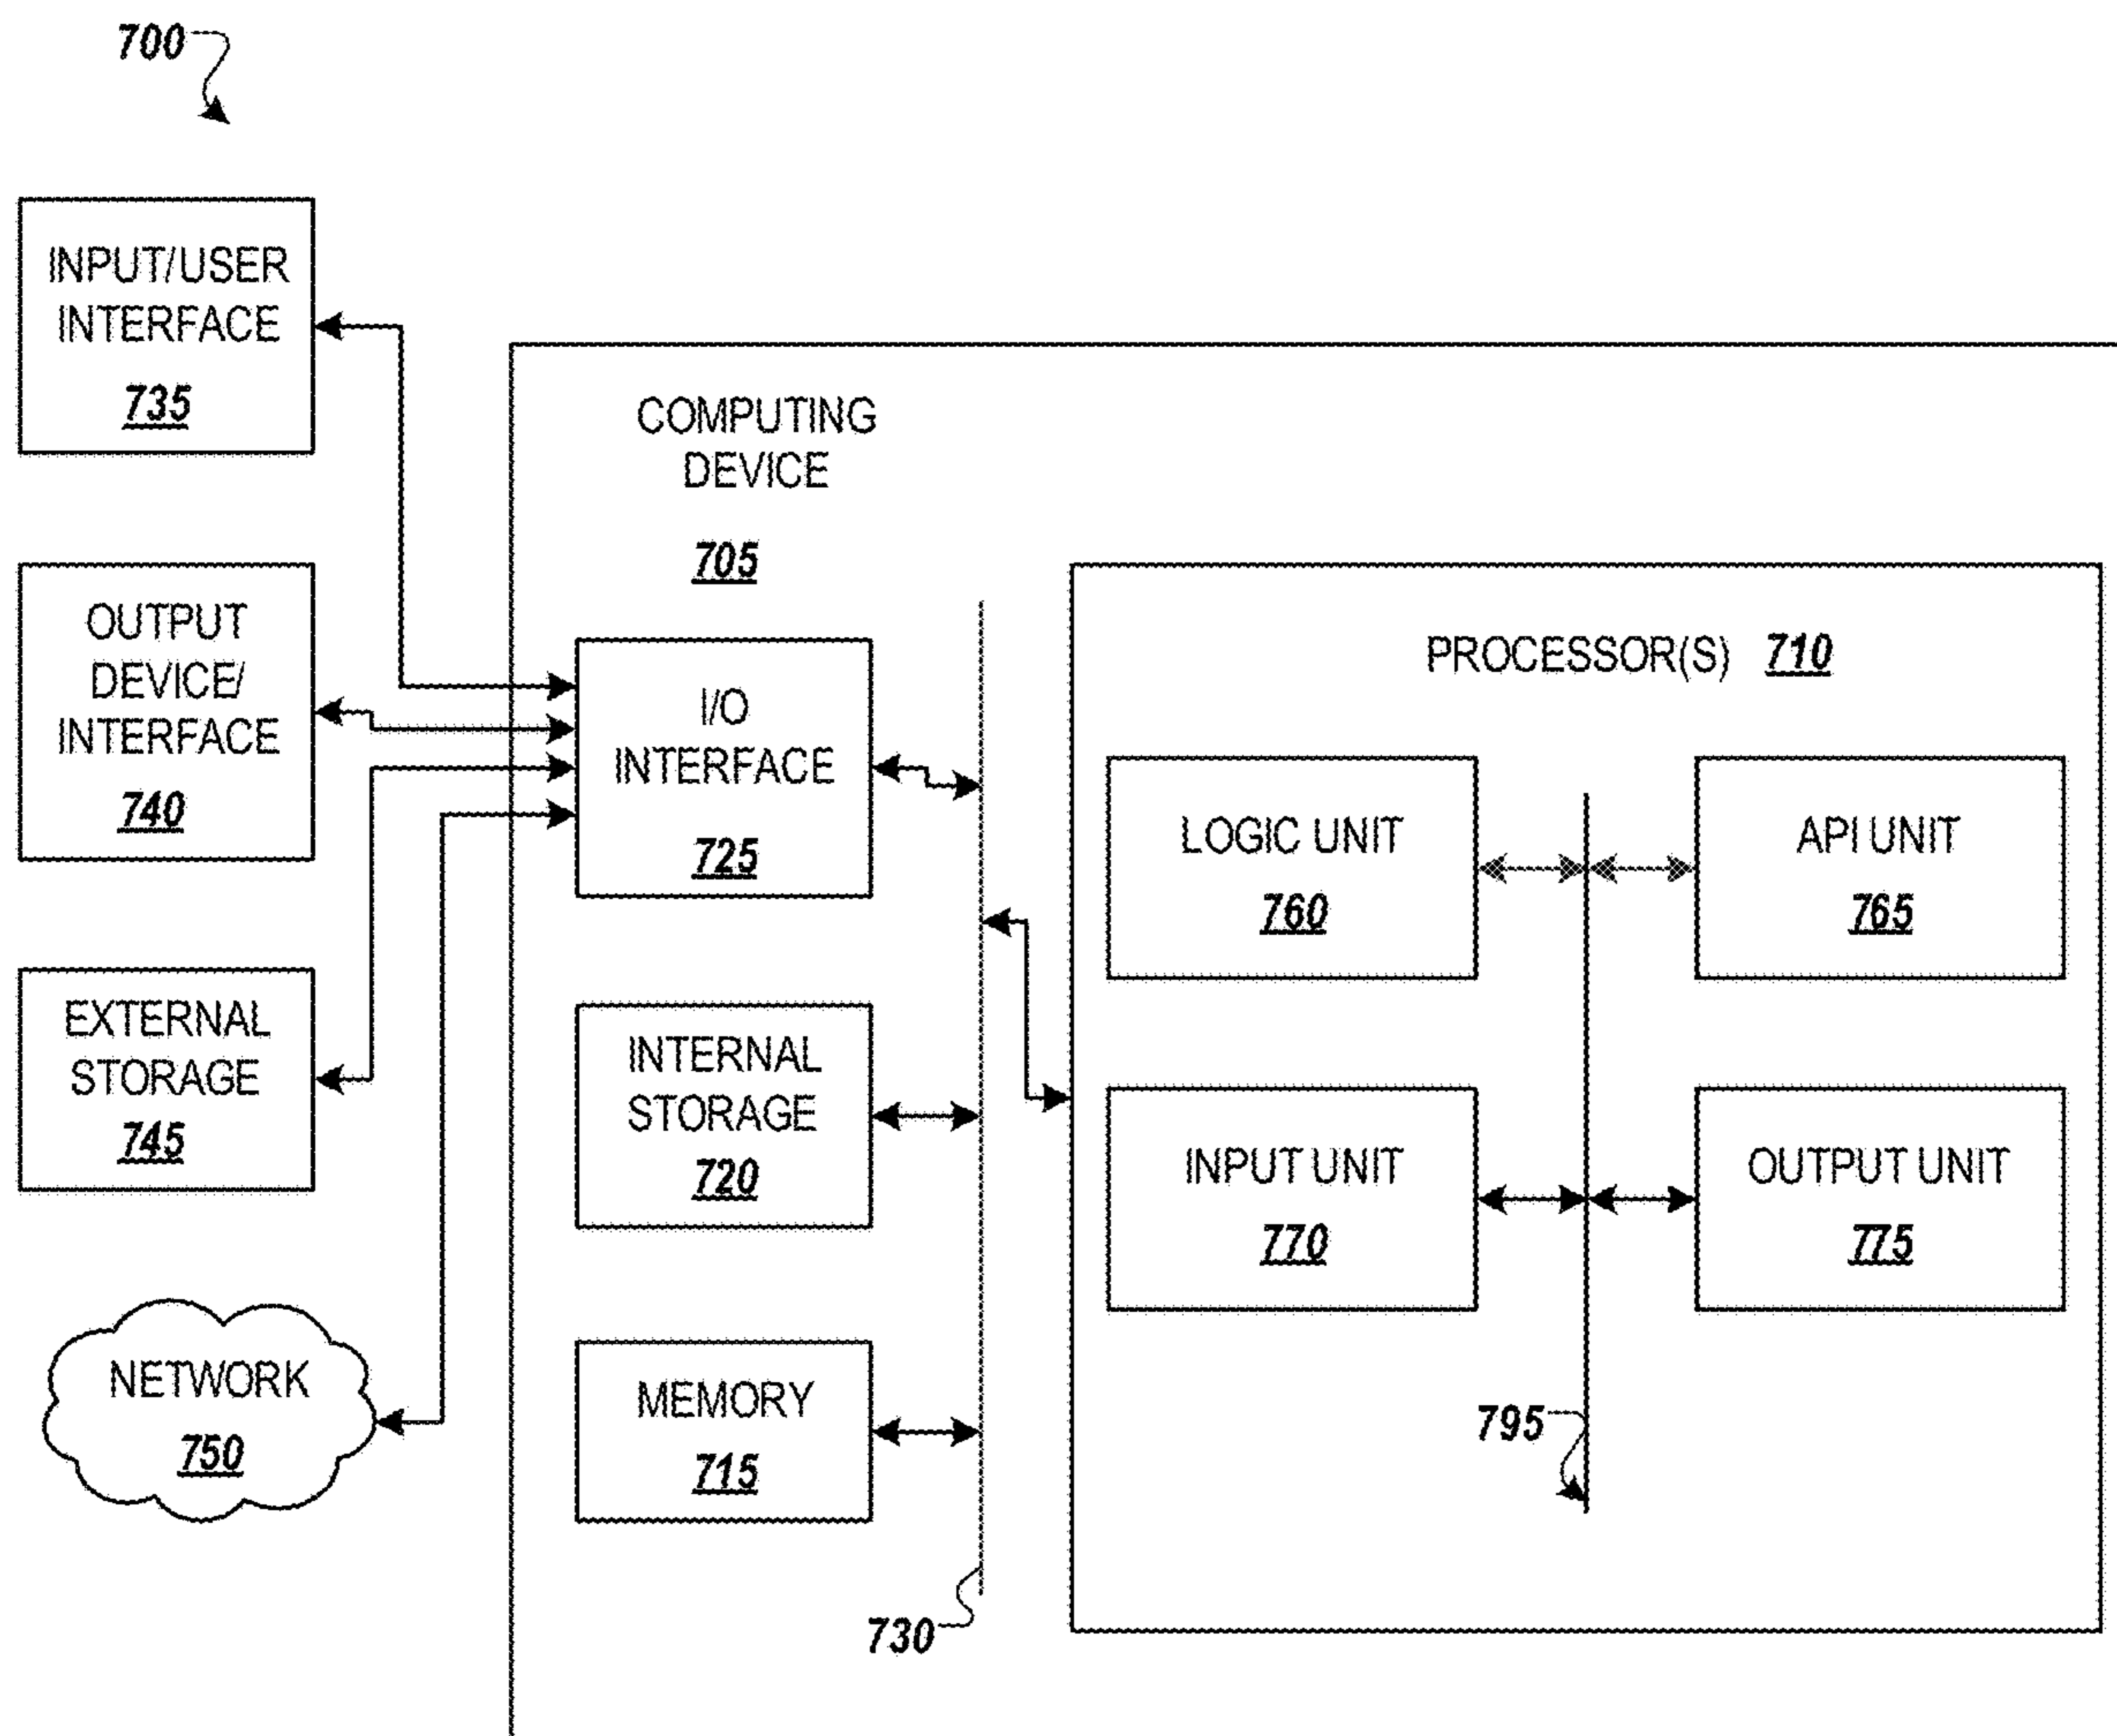 700
INPUT/USER
INTERFACE
735
OUTPUT
DEVICE/
INTERFACE
740
EXTERNAL
STORAGE
745
NETWORK
750
COMPUTING
DEVICE
705
I/O
INTERFACE
725
INTERNAL
STORAGE
720
MEMORY
715
730
PROCESSOR(S) 710
LOGIC UNIT
760
API UNIT
765
INPUT UNIT
770
OUTPUT UNIT
775
795